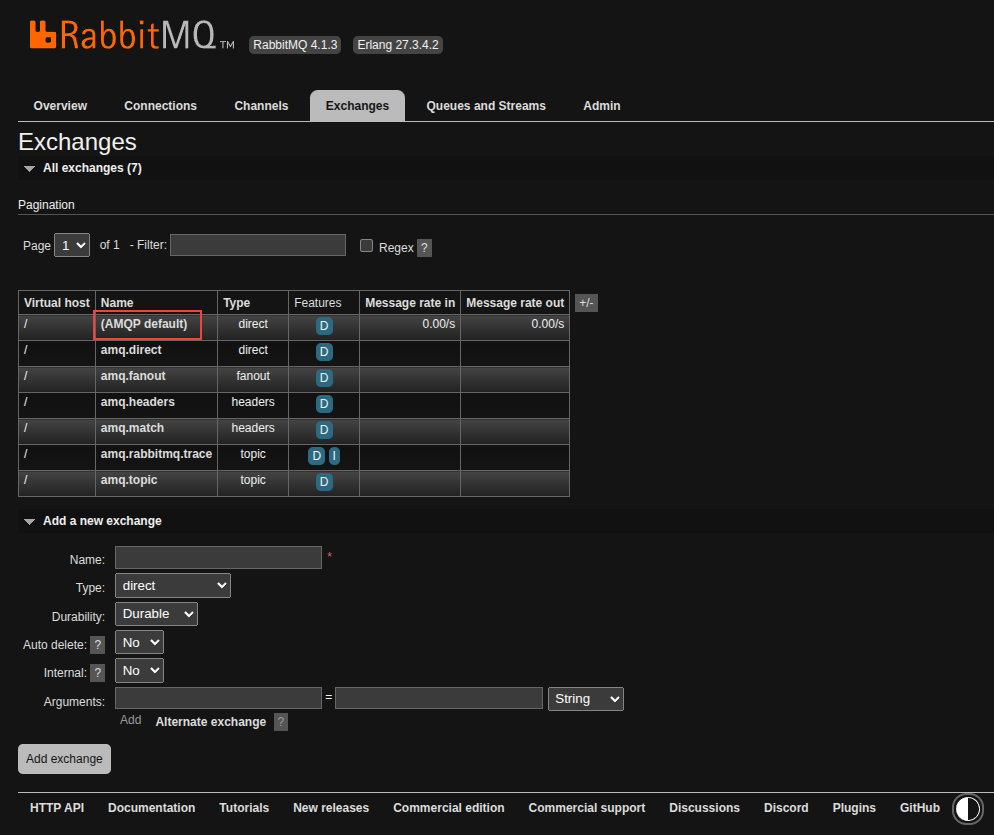 RabbitMQ TM RabbitMQ 4.1.3 Erlang 27.3.4.2
Overview Connections Channels Exchanges Queues and Streams Admin
Exchanges
All exchanges (7)
Pagination
Page 1 of 1 - Filter: Regex ?
Virtual host Name Type Features Message rate in Message rate out +/-
/ (AMQP default) direct D 0.00/s 0.00/s
/ amq.direct direct D
/ amq.fanout fanout D
/ amq.headers headers D
/ amq.match headers D
/ amq.rabbitmq.trace topic D I
/ amq.topic topic D
Add a new exchange
Name: *
Type: direct
Durability: Durable
Auto delete: ? No
Internal: ? No
Arguments: = String
Add Alternate exchange ?
Add exchange
HTTP API Documentation Tutorials New releases Commercial edition Commercial support Discussions Discord Plugins GitHub